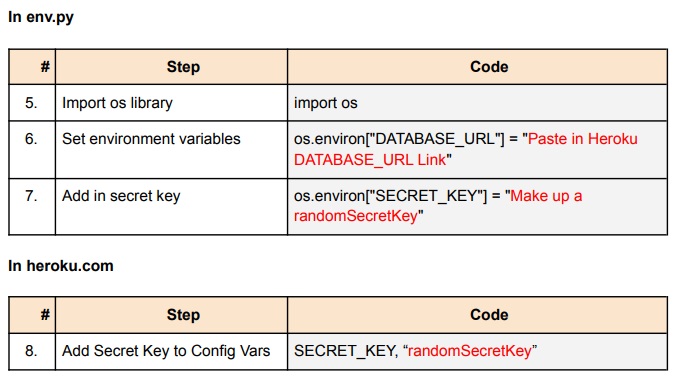 In env.py
# Step Code
5. Import os library import os
6. Set environment variables os.environ["DATABASE_URL"] = "Paste in Heroku
DATABASE_URL Link"
7. Add in secret key os.environ["SECRET_KEY"] = "Make up a
randomSecretKey"
In heroku.com
# Step Code
8. Add Secret Key to Config Vars SECRET_KEY, “randomSecretKey”